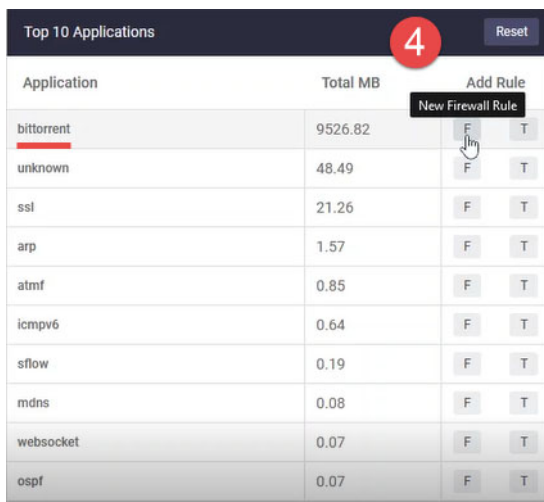 Top 10 Applications 4 Reset
Application Total MB Add Rule
New Firewall Rule
bittorrent 9526.82 F T
unknown 48.49 F T
ssl 21.26 F T
arp 1.57 F T
atmf 0.85 F T
icmpv6 0.64 F T
sflow 0.19 F T
mdns 0.08 F T
websocket 0.07 F T
ospf 0.07 F T